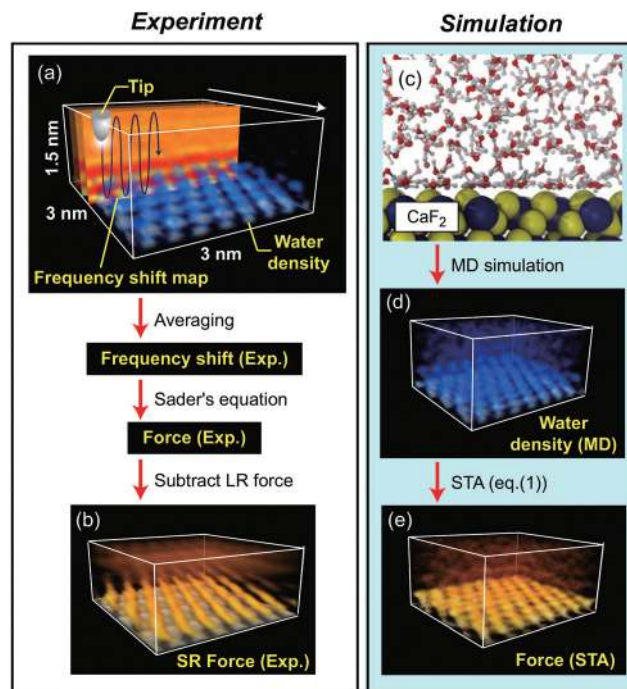 Experiment
(a)
Tip
1.5 nm
3 nm
3 nm
Water
density
Frequency shift map
Averaging
Frequency shift (Exp.)
Sader's equation
Force (Exp.)
Subtract LR force
(b)
SR Force (Exp.)
Simulation
(c)
CaF₂
MD simulation
(d)
Water
density (MD)
STA (eq.(1))
(e)
Force (STA)